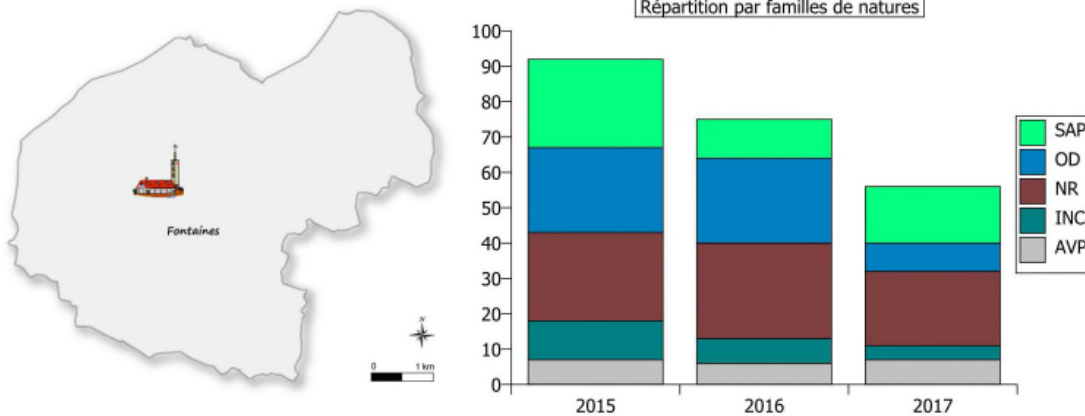 Fontaines
N
0 1 km
Répartition par familles de natures
100
90
80
70
60
50
40
30
20
10
0
2015 2016 2017
SAP
OD
NR
INC
AVP